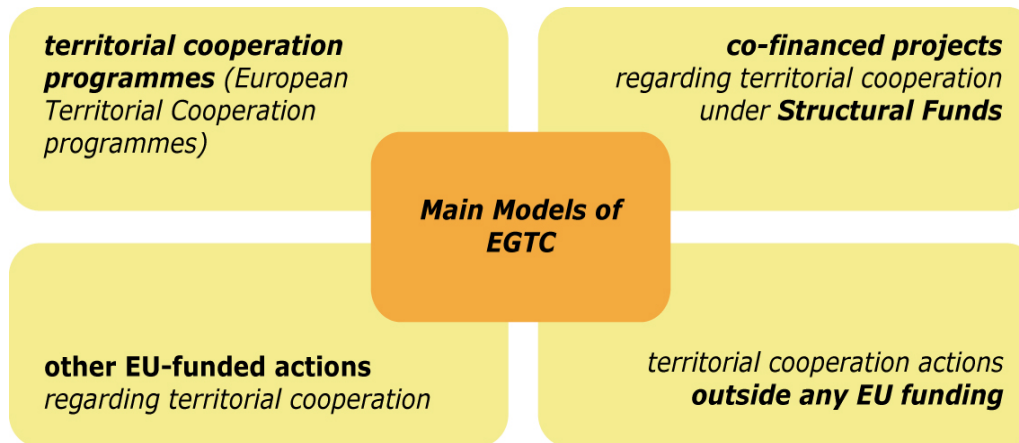 territorial cooperation
programmes (European
Territorial Cooperation
programmes)
co-financed projects
regarding territorial cooperation
under Structural Funds
Main Models of
EGTC
other EU-funded actions
regarding territorial cooperation
territorial cooperation actions
outside any EU funding